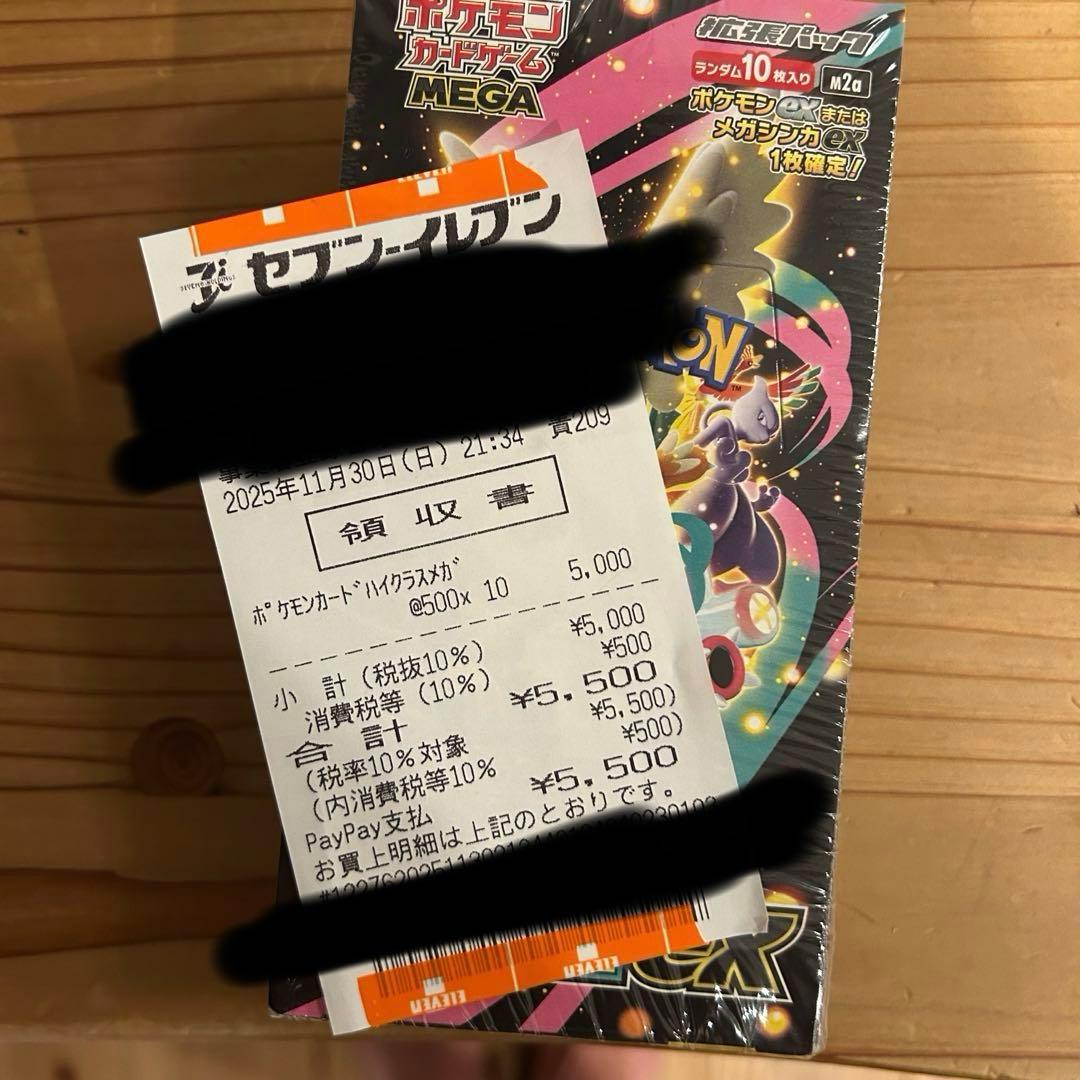 ポケモン
カードゲーム™
MEGA
拡張パック
ランダム10枚入り
M2a
ポケモンexまたは
メガシンカex
1枚確定!
セブン-イレブン
2025年11月30日(日) 21:34 責209
領収書
ポケモンカードハイクラスメガ 5,000
@500x 10
小 計(税抜10%) ¥5,000
消費税等(10%) ¥500
合 計 ¥5,500
(税率10%対象 ¥5,500)
(内消費税等10% ¥500)
PayPay支払 ¥5,500
お買上明細は上記のとおりです。
ELEVEN
ELEVEN
ex